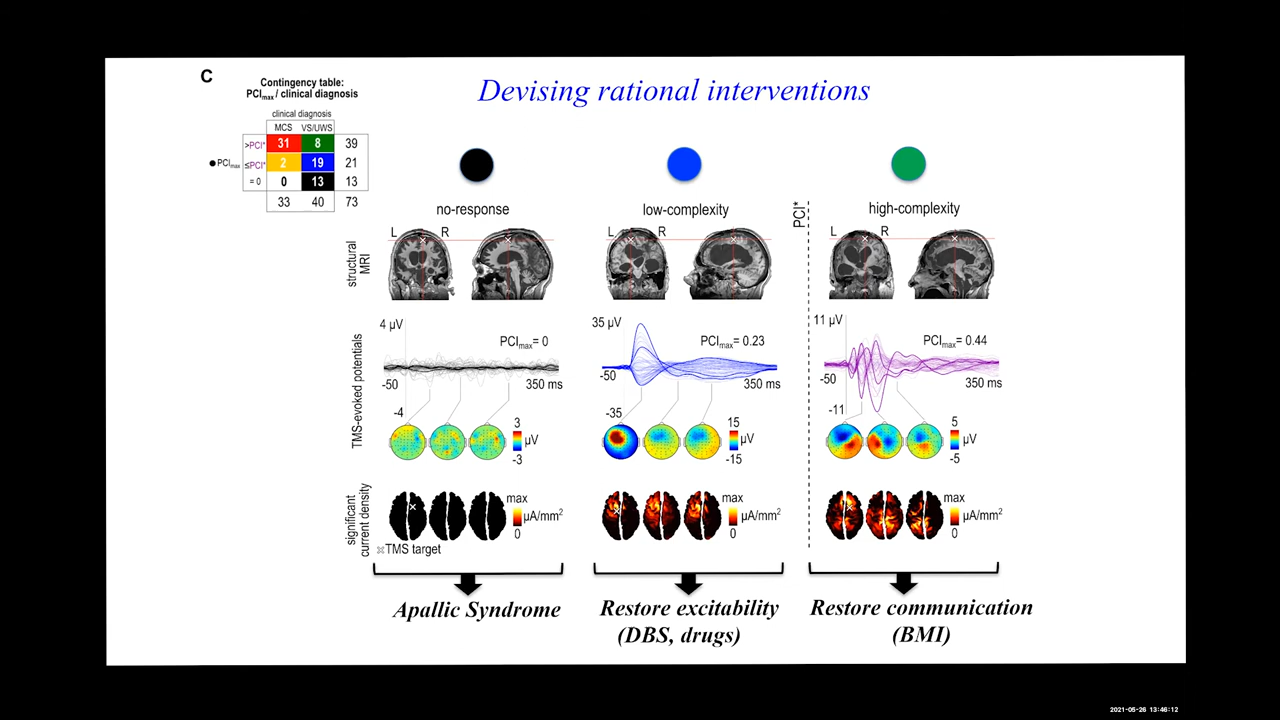 C
Contingency table:
PCImax / clinical diagnosis
clinical diagnosis
MCS VS/UWS
>PCI* 31 8 39
● PCImax ≤PCI* 2 19 21
= 0 0 13 13
33 40 73
Devising rational interventions
no-response
low-complexity
high-complexity
PCI*
structural
MRI
L R
L R
L R
TMS-evoked potentials
4 µV
PCImax= 0
-50
350 ms
-4
3
µV
-3
35 µV
PCImax= 0.23
-50
350 ms
-35
15
µV
-15
11 µV
PCImax= 0.44
-50
350 ms
-11
5
µV
-5
significant
current density
max
µA/mm2
0
max
µA/mm2
0
max
µA/mm2
0
×TMS target
Apallic Syndrome
Restore excitability
(DBS, drugs)
Restore communication
(BMI)
2021-05-26 13:46:12